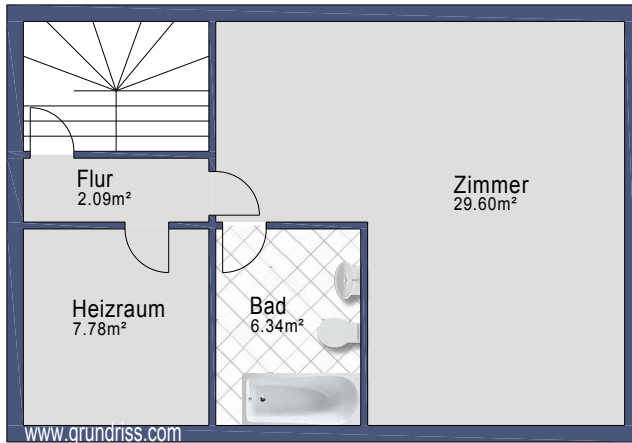 Flur
2.09m²
Zimmer
29.60m²
Heizraum
7.78m²
Bad
6.34m²
www.grundriss.com